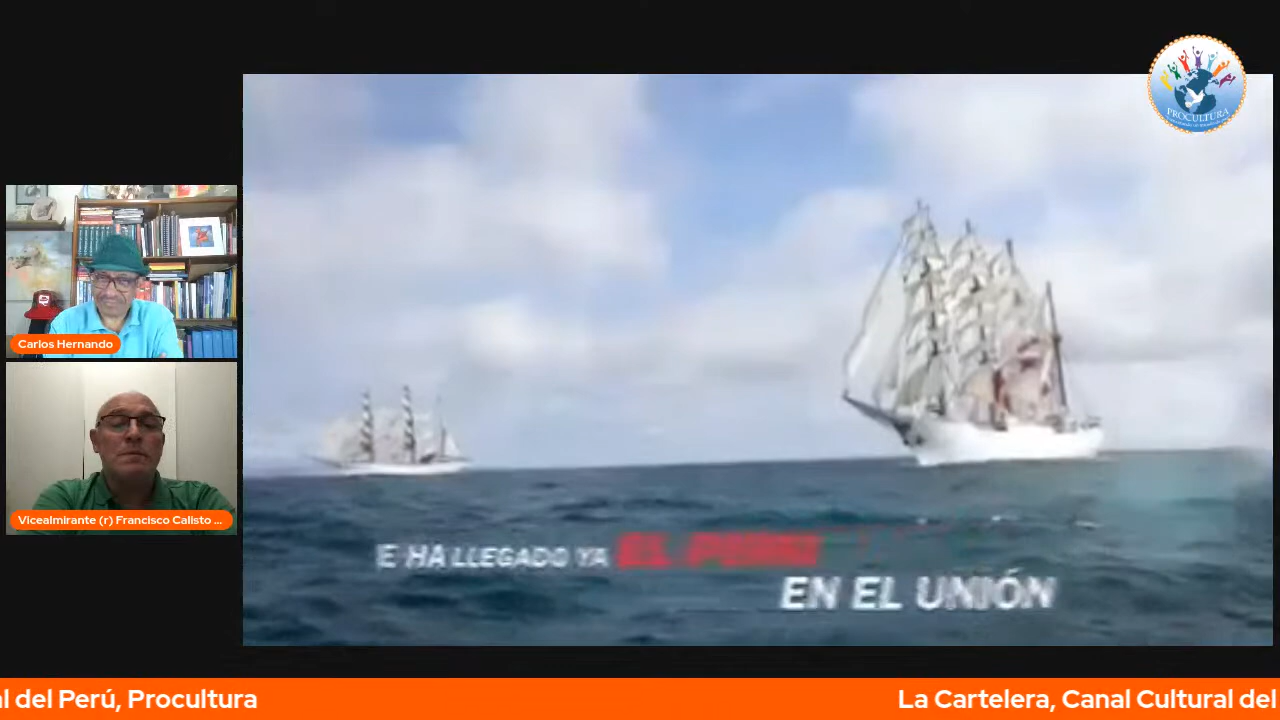 PROCULTURA
Carlos Hernando
Vicealmirante (r) Francisco Calisto ...
E HA LLEGADO YA EL
EN EL UNIÓN
al del Perú, Procultura
La Cartelera, Canal Cultural del